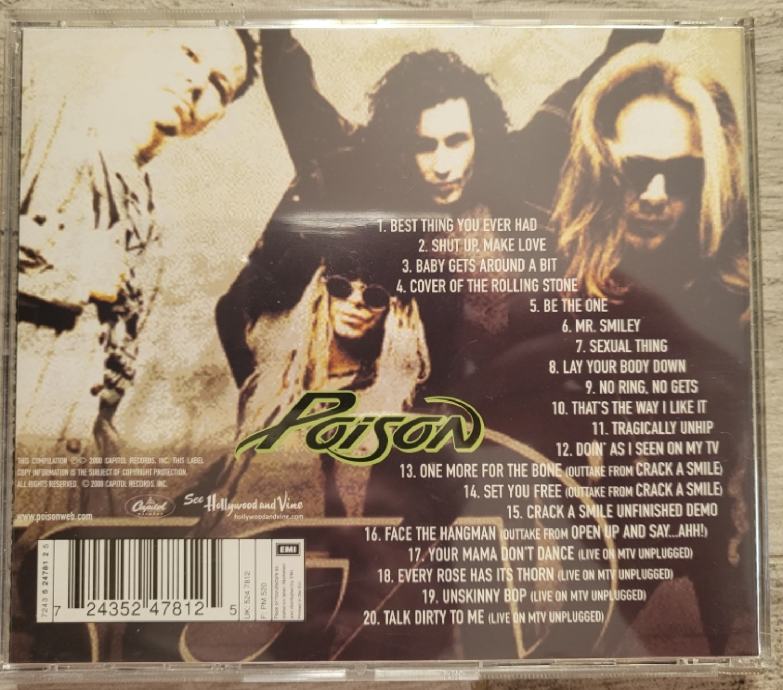 1. BEST THING YOU EVER HAD
2. SHUT UP, MAKE LOVE
3. BABY GETS AROUND A BIT
4. COVER OF THE ROLLING STONE
5. BE THE ONE
6. MR. SMILEY
7. SEXUAL THING
8. LAY YOUR BODY DOWN
9. NO RING, NO GETS
10. THAT'S THE WAY I LIKE IT
11. TRAGICALLY UNHIP
12. DOIN' AS I SEEN ON MY TV
13. ONE MORE FOR THE BONE (OUTTAKE FROM CRACK A SMILE)
14. SET YOU FREE (OUTTAKE FROM CRACK A SMILE)
15. CRACK A SMILE UNFINISHED DEMO
16. FACE THE HANGMAN (OUTTAKE FROM OPEN UP AND SAY...AHH!)
17. YOUR MAMA DON'T DANCE (LIVE ON MTV UNPLUGGED)
18. EVERY ROSE HAS ITS THORN (LIVE ON MTV UNPLUGGED)
19. UNSKINNY BOP (LIVE ON MTV UNPLUGGED)
20. TALK DIRTY TO ME (LIVE ON MTV UNPLUGGED)
POISON
THIS COMPILATION ℗ © 2000 CAPITOL RECORDS, INC. THIS LABEL
COPY INFORMATION IS THE SUBJECT OF COPYRIGHT PROTECTION.
ALL RIGHTS RESERVED. © 2000 CAPITOL RECORDS, INC.
www.poisonweb.com
Capitol
See Hollywood and Vine
hollywoodandvine.com
7243 5 24781 2 5
7 24352 47812 5
UK: 524 7812
F: PM 520
EMI